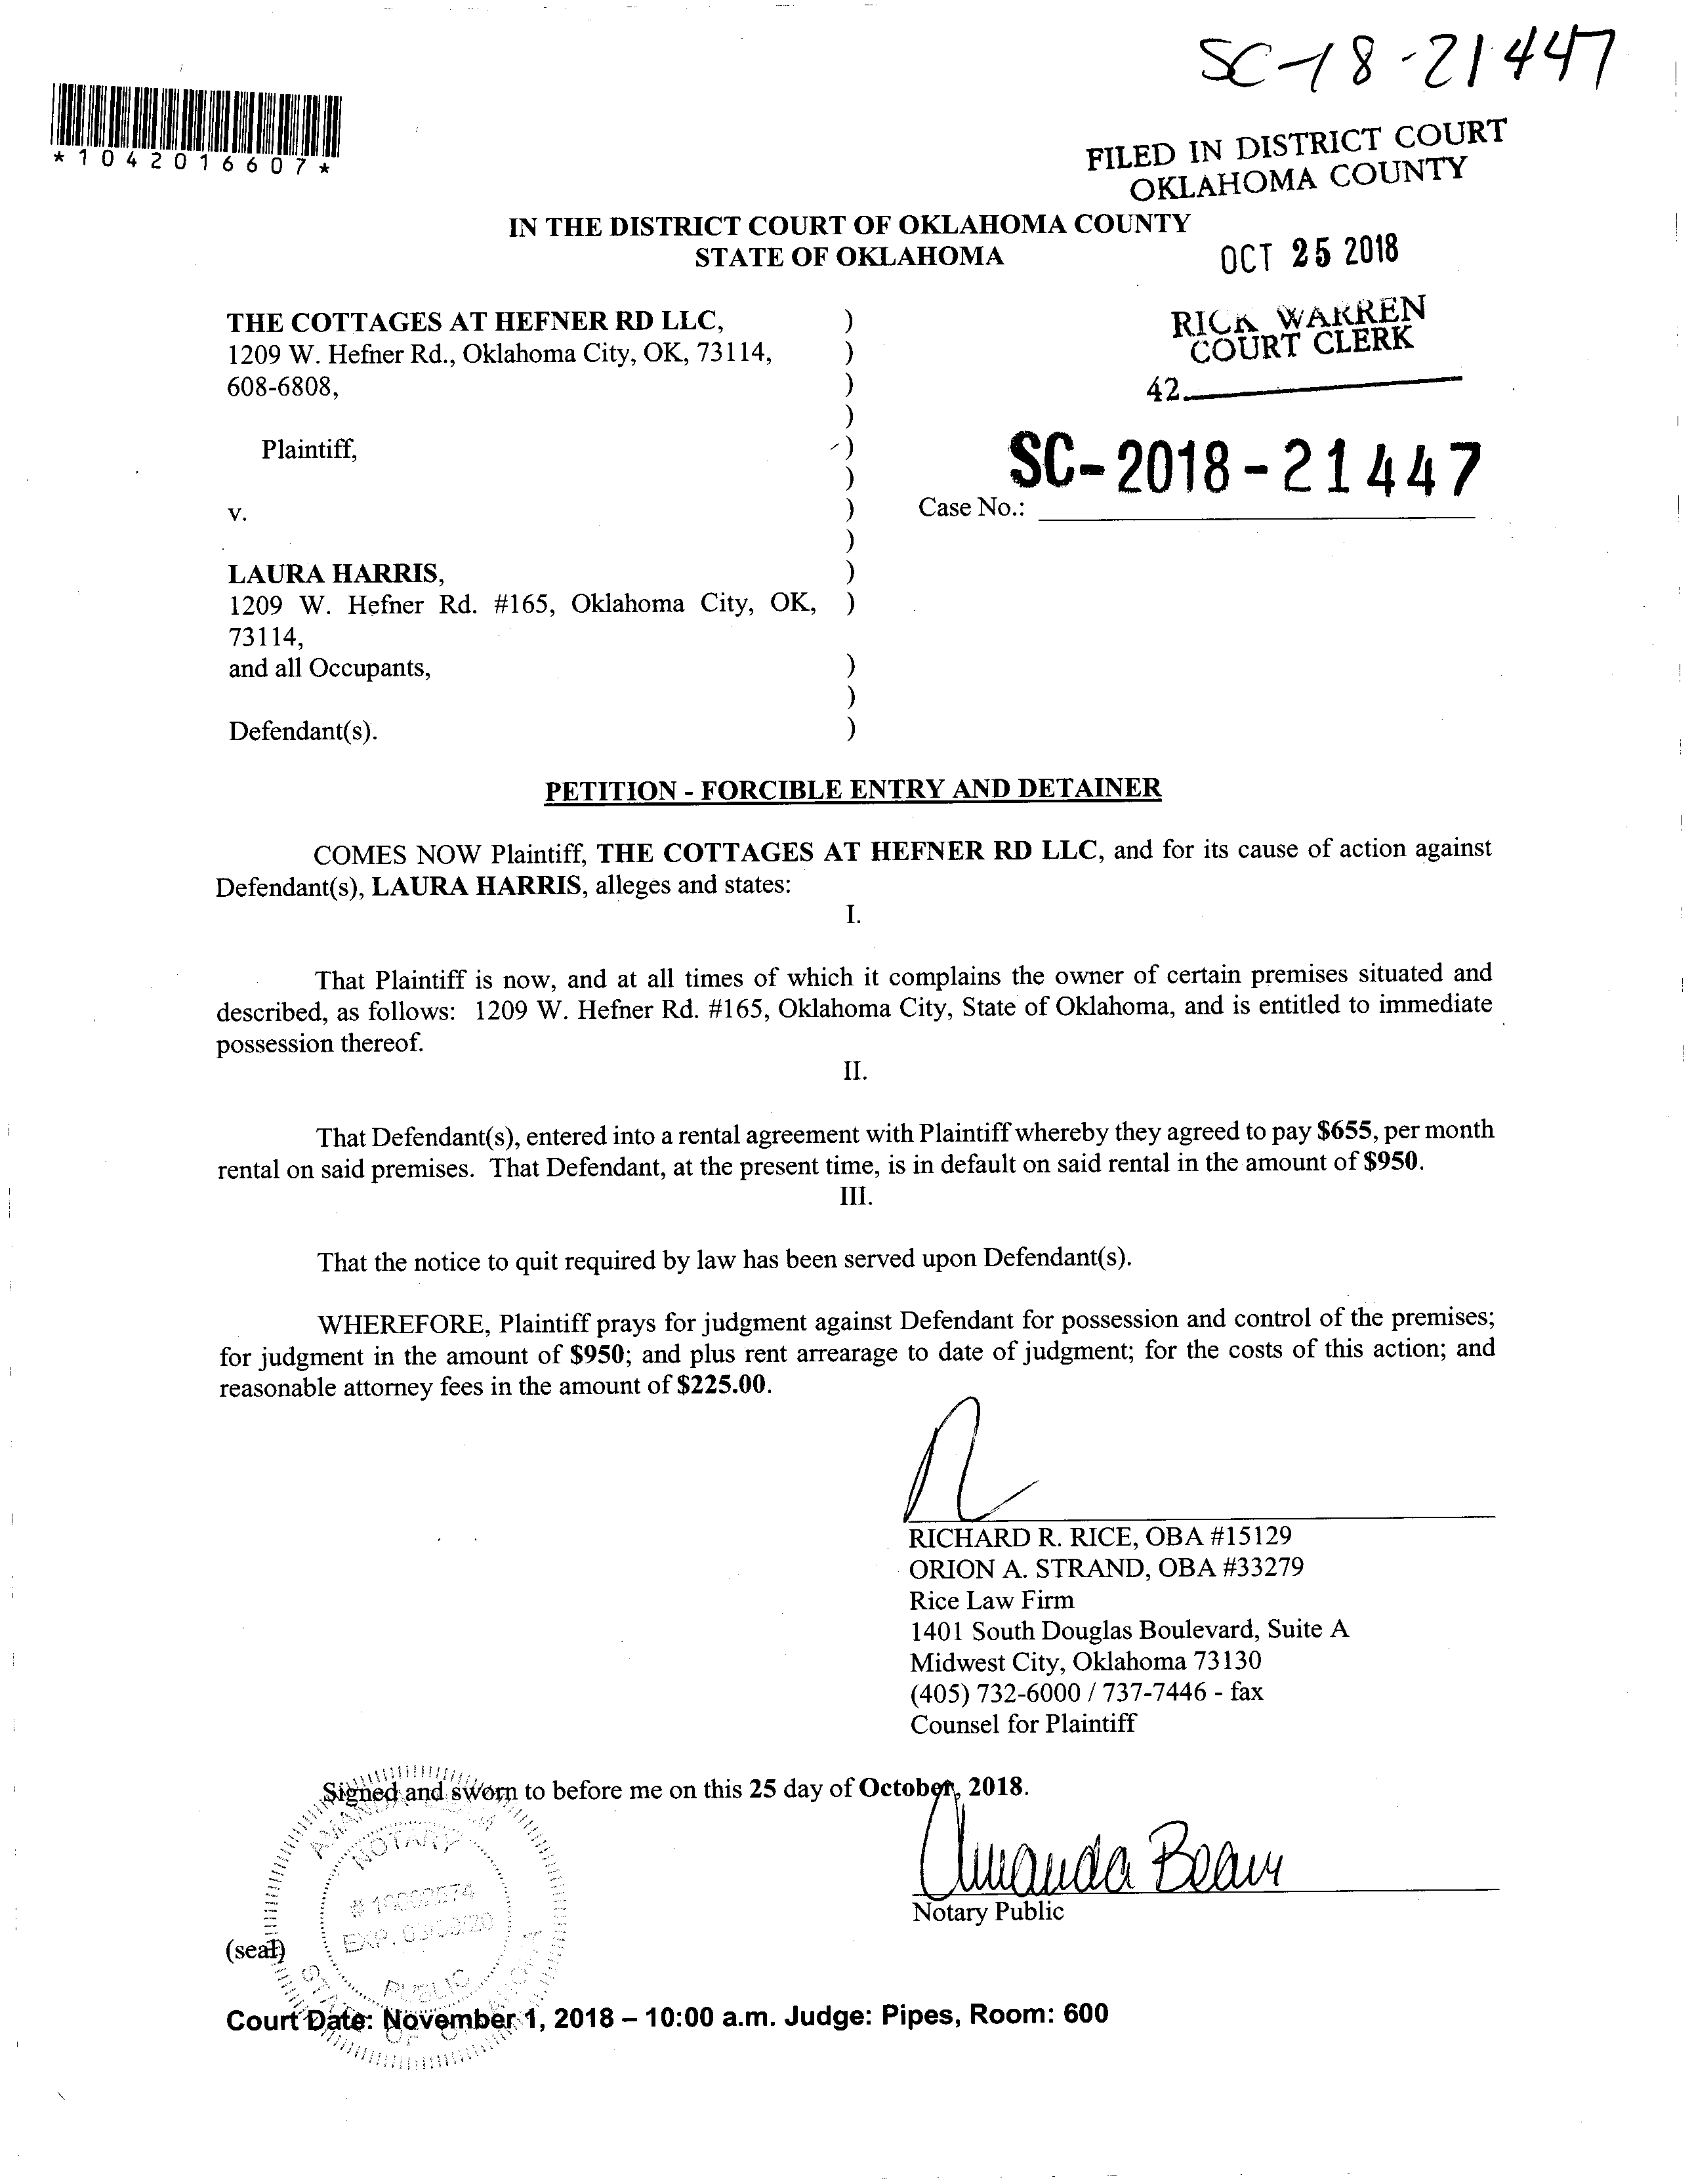 SC-18-21447
*1042016607*
FILED IN DISTRICT COURT
OKLAHOMA COUNTY
IN THE DISTRICT COURT OF OKLAHOMA COUNTY
STATE OF OKLAHOMA
OCT 25 2018
RICK WARREN
COURT CLERK
42
THE COTTAGES AT HEFNER RD LLC, )
1209 W. Hefner Rd., Oklahoma City, OK, 73114, )
608-6808, )
)
Plaintiff, )
)
SC-2018-21447
v. ) Case No.:
)
LAURA HARRIS, )
1209 W. Hefner Rd. #165, Oklahoma City, OK, )
73114,
and all Occupants, )
)
Defendant(s). )
PETITION - FORCIBLE ENTRY AND DETAINER
COMES NOW Plaintiff, THE COTTAGES AT HEFNER RD LLC, and for its cause of action against
Defendant(s), LAURA HARRIS, alleges and states:
I.
That Plaintiff is now, and at all times of which it complains the owner of certain premises situated and
described, as follows: 1209 W. Hefner Rd. #165, Oklahoma City, State of Oklahoma, and is entitled to immediate
possession thereof.
II.
That Defendant(s), entered into a rental agreement with Plaintiff whereby they agreed to pay $655, per month
rental on said premises. That Defendant, at the present time, is in default on said rental in the amount of $950.
III.
That the notice to quit required by law has been served upon Defendant(s).
WHEREFORE, Plaintiff prays for judgment against Defendant for possession and control of the premises;
for judgment in the amount of $950; and plus rent arrearage to date of judgment; for the costs of this action; and
reasonable attorney fees in the amount of $225.00.
RICHARD R. RICE, OBA #15129
ORION A. STRAND, OBA #33279
Rice Law Firm
1401 South Douglas Boulevard, Suite A
Midwest City, Oklahoma 73130
(405) 732-6000 / 737-7446 - fax
Counsel for Plaintiff
Signed and sworn to before me on this 25 day of October, 2018.
Amanda Beam
Notary Public
NOTARY
EXP.
PUBLIC
(seal)
STATE OF OKLAHOMA
Court Date: November 1, 2018 – 10:00 a.m. Judge: Pipes, Room: 600